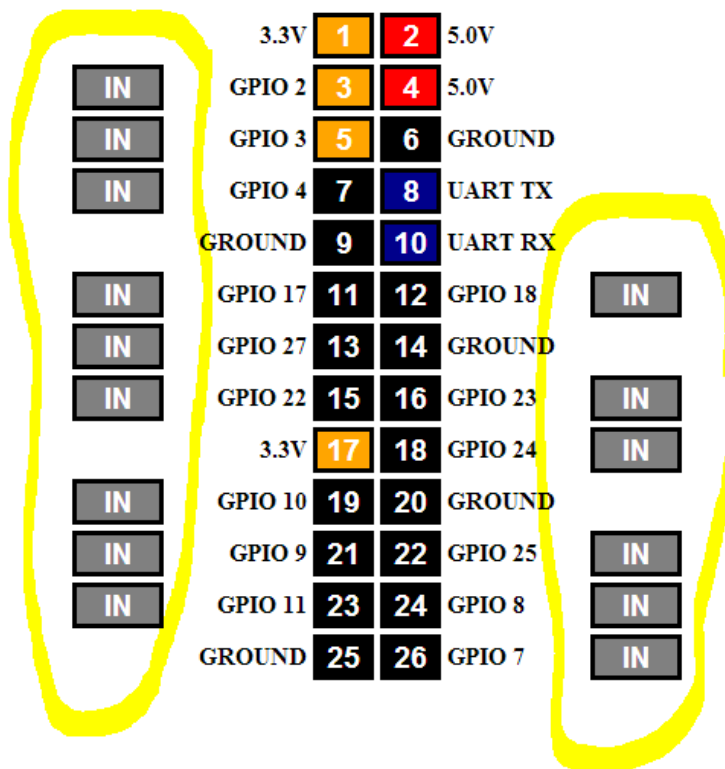 3.3V 1 2 5.0V
IN GPIO 2 3 4 5.0V
IN GPIO 3 5 6 GROUND
IN GPIO 4 7 8 UART TX
GROUND 9 10 UART RX
IN GPIO 17 11 12 GPIO 18 IN
IN GPIO 27 13 14 GROUND
IN GPIO 22 15 16 GPIO 23 IN
3.3V 17 18 GPIO 24 IN
IN GPIO 10 19 20 GROUND
IN GPIO 9 21 22 GPIO 25 IN
IN GPIO 11 23 24 GPIO 8 IN
GROUND 25 26 GPIO 7 IN